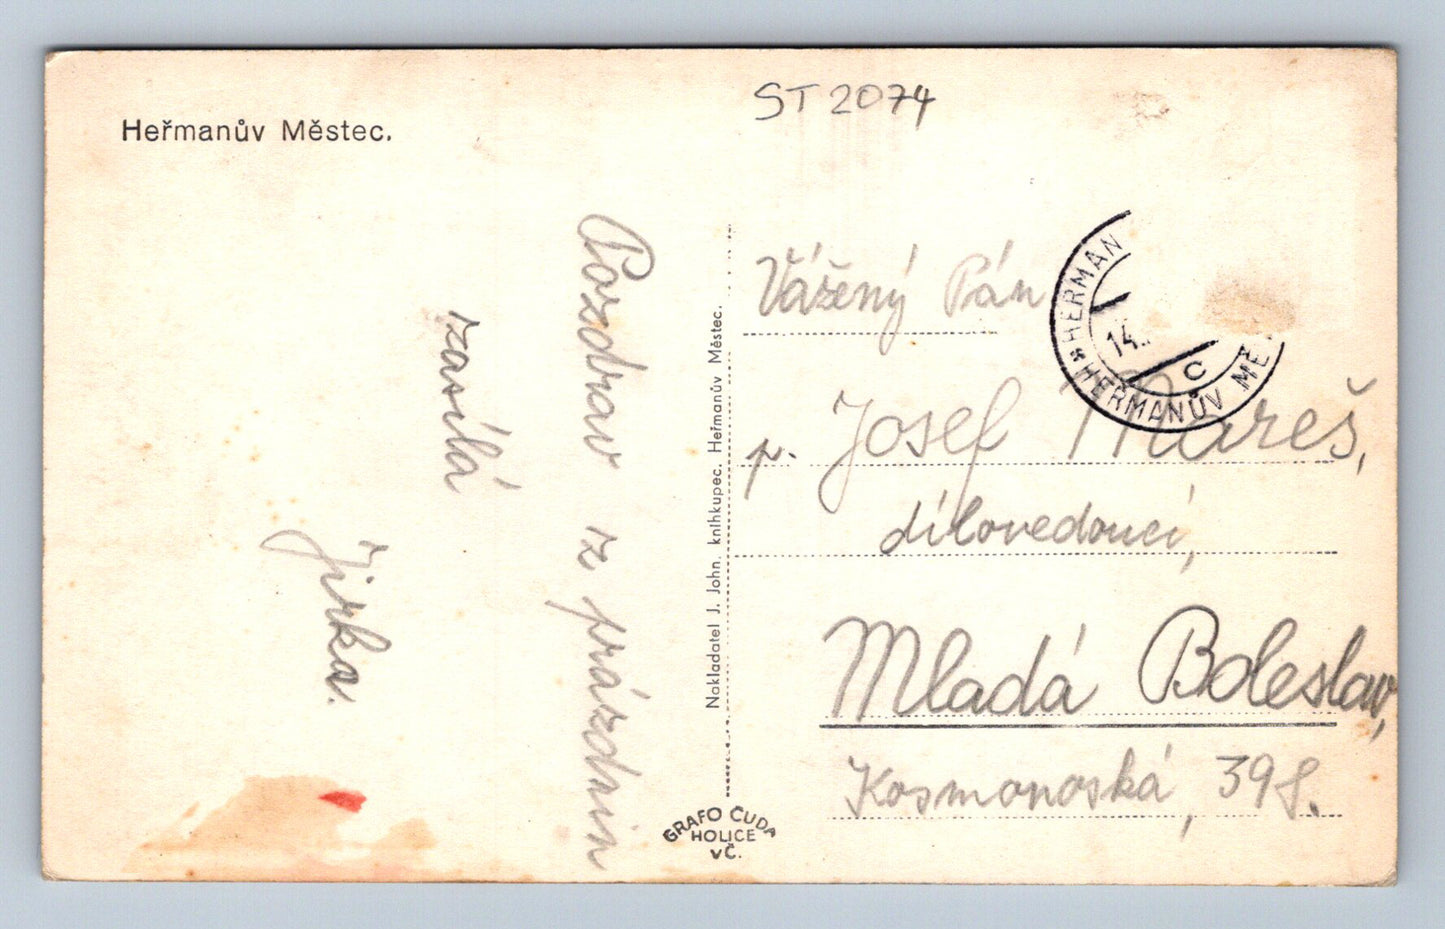 ST 2074
Heřmanův Městec.
Pozdrav z prázdnin
zasílá
Jirka.
Nakladatel J. John. knihkupec. Heřmanův Městec.
GRAFO ČUDA
HOLICE
VČ.
HEŘMAN
14.
C
* HEŘMANŮV MĚ
Vážený Pán
p. Josef Mareš,
dílovedoucí,
Mladá Boleslav,
Kosmonoská, 398.